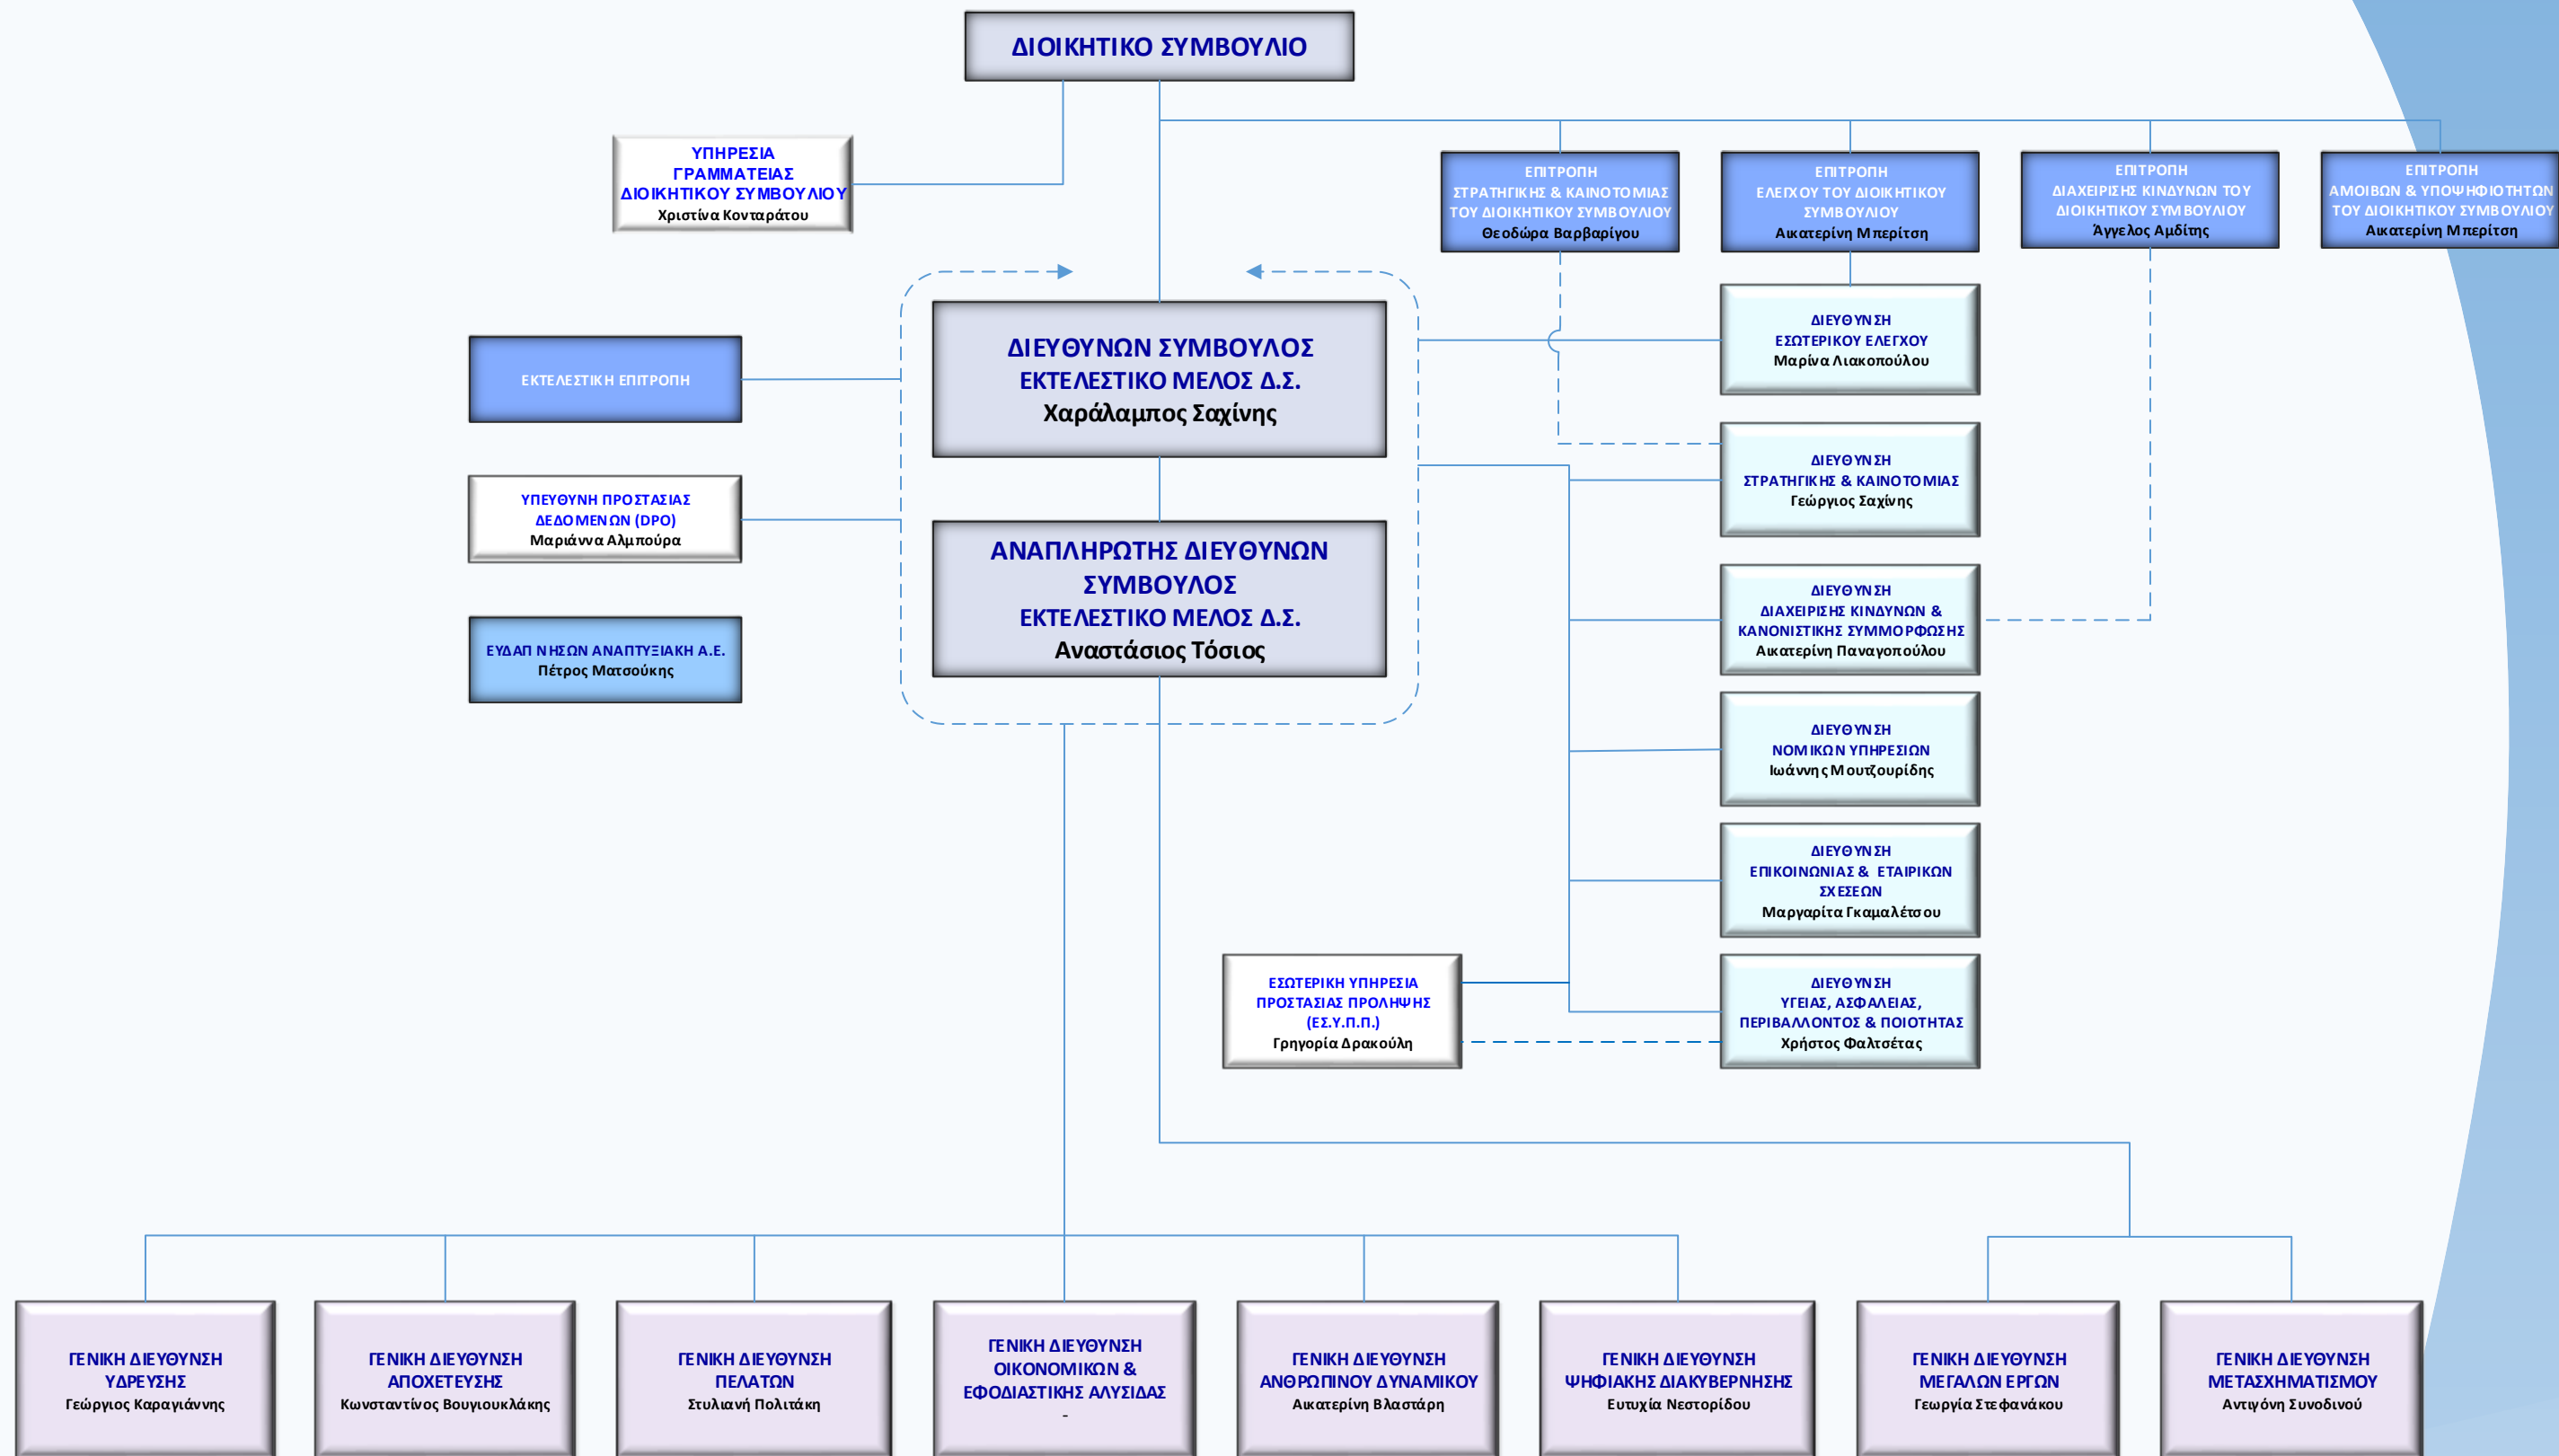 ΔΙΟΙΚΗΤΙΚΟ ΣΥΜΒΟΥΛΙΟ
ΥΠΗΡΕΣΙΑ
ΓΡΑΜΜΑΤΕΙΑΣ
ΔΙΟΙΚΗΤΙΚΟΥ ΣΥΜΒΟΥΛΙΟΥ
Χριστίνα Κονταράτου
ΕΠΙΤΡΟΠΗ
ΣΤΡΑΤΗΓΙΚΗΣ & ΚΑΙΝΟΤΟΜΙΑΣ
ΤΟΥ ΔΙΟΙΚΗΤΙΚΟΥ ΣΥΜΒΟΥΛΙΟΥ
Θεοδώρα Βαρβαρίγου
ΕΠΙΤΡΟΠΗ
ΕΛΕΓΧΟΥ ΤΟΥ ΔΙΟΙΚΗΤΙΚΟΥ
ΣΥΜΒΟΥΛΙΟΥ
Αικατερίνη Μπερίτση
ΕΠΙΤΡΟΠΗ
ΔΙΑΧΕΙΡΙΣΗΣ ΚΙΝΔΥΝΩΝ ΤΟΥ
ΔΙΟΙΚΗΤΙΚΟΥ ΣΥΜΒΟΥΛΙΟΥ
Άγγελος Αμδίτης
ΕΠΙΤΡΟΠΗ
ΑΜΟΙΒΩΝ & ΥΠΟΨΗΦΙΟΤΗΤΩΝ
ΤΟΥ ΔΙΟΙΚΗΤΙΚΟΥ ΣΥΜΒΟΥΛΙΟΥ
Αικατερίνη Μπερίτση
ΔΙΕΥΘΥΝΩΝ ΣΥΜΒΟΥΛΟΣ
ΕΚΤΕΛΕΣΤΙΚΟ ΜΕΛΟΣ Δ.Σ.
Χαράλαμπος Σαχίνης
ΕΚΤΕΛΕΣΤΙΚΗ ΕΠΙΤΡΟΠΗ
ΥΠΕΥΘΥΝΗ ΠΡΟΣΤΑΣΙΑΣ
ΔΕΔΟΜΕΝΩΝ (DPO)
Μαριάννα Αλμπούρα
ΕΥΔΑΠ ΝΗΣΩΝ ΑΝΑΠΤΥΞΙΑΚΗ Α.Ε.
Πέτρος Ματσούκης
ΑΝΑΠΛΗΡΩΤΗΣ ΔΙΕΥΘΥΝΩΝ
ΣΥΜΒΟΥΛΟΣ
ΕΚΤΕΛΕΣΤΙΚΟ ΜΕΛΟΣ Δ.Σ.
Αναστάσιος Τόσιος
ΔΙΕΥΘΥΝΣΗ
ΕΣΩΤΕΡΙΚΟΥ ΕΛΕΓΧΟΥ
Μαρίνα Λιακοπούλου
ΔΙΕΥΘΥΝΣΗ
ΣΤΡΑΤΗΓΙΚΗΣ & ΚΑΙΝΟΤΟΜΙΑΣ
Γεώργιος Σαχίνης
ΔΙΕΥΘΥΝΣΗ
ΔΙΑΧΕΙΡΙΣΗΣ ΚΙΝΔΥΝΩΝ &
ΚΑΝΟΝΙΣΤΙΚΗΣ ΣΥΜΜΟΡΦΩΣΗΣ
Αικατερίνη Παναγοπούλου
ΔΙΕΥΘΥΝΣΗ
ΝΟΜΙΚΩΝ ΥΠΗΡΕΣΙΩΝ
Ιωάννης Μουτζουρίδης
ΔΙΕΥΘΥΝΣΗ
ΕΠΙΚΟΙΝΩΝΙΑΣ & ΕΤΑΙΡΙΚΩΝ
ΣΧΕΣΕΩΝ
Μαργαρίτα Γκαμαλέτσου
ΕΣΩΤΕΡΙΚΗ ΥΠΗΡΕΣΙΑ
ΠΡΟΣΤΑΣΙΑΣ ΠΡΟΛΗΨΗΣ
(ΕΣ.Υ.Π.Π.)
Γρηγορία Δρακούλη
ΔΙΕΥΘΥΝΣΗ
ΥΓΕΙΑΣ, ΑΣΦΑΛΕΙΑΣ,
ΠΕΡΙΒΑΛΛΟΝΤΟΣ & ΠΟΙΟΤΗΤΑΣ
Χρήστος Φαλτσέτας
ΓΕΝΙΚΗ ΔΙΕΥΘΥΝΣΗ
ΥΔΡΕΥΣΗΣ
Γεώργιος Καραγιάννης
ΓΕΝΙΚΗ ΔΙΕΥΘΥΝΣΗ
ΑΠΟΧΕΤΕΥΣΗΣ
Κωνσταντίνος Βουγιουκλάκης
ΓΕΝΙΚΗ ΔΙΕΥΘΥΝΣΗ
ΠΕΛΑΤΩΝ
Στυλιανή Πολιτάκη
ΓΕΝΙΚΗ ΔΙΕΥΘΥΝΣΗ
ΟΙΚΟΝΟΜΙΚΩΝ &
ΕΦΟΔΙΑΣΤΙΚΗΣ ΑΛΥΣΙΔΑΣ
-
ΓΕΝΙΚΗ ΔΙΕΥΘΥΝΣΗ
ΑΝΘΡΩΠΙΝΟΥ ΔΥΝΑΜΙΚΟΥ
Αικατερίνη Βλαστάρη
ΓΕΝΙΚΗ ΔΙΕΥΘΥΝΣΗ
ΨΗΦΙΑΚΗΣ ΔΙΑΚΥΒΕΡΝΗΣΗΣ
Ευτυχία Νεστορίδου
ΓΕΝΙΚΗ ΔΙΕΥΘΥΝΣΗ
ΜΕΓΑΛΩΝ ΕΡΓΩΝ
Γεωργία Στεφανάκου
ΓΕΝΙΚΗ ΔΙΕΥΘΥΝΣΗ
ΜΕΤΑΣΧΗΜΑΤΙΣΜΟΥ
Αντιγόνη Συνοδινού